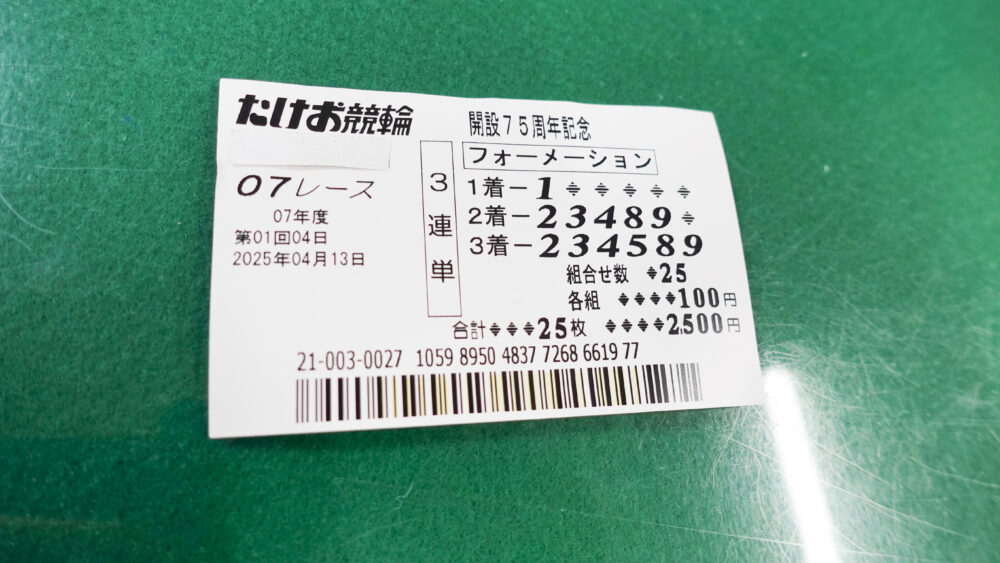 たけお競輪
開設75周年記念
07レース
07年度
第01回04日
2025年04月13日
3連単
フォーメーション
1着-1
2着-23489
3着-234589
組合せ数 25
各組 100円
合計 25枚 2,500円
21-003-0027 1059 8950 4837 7268 6619 77